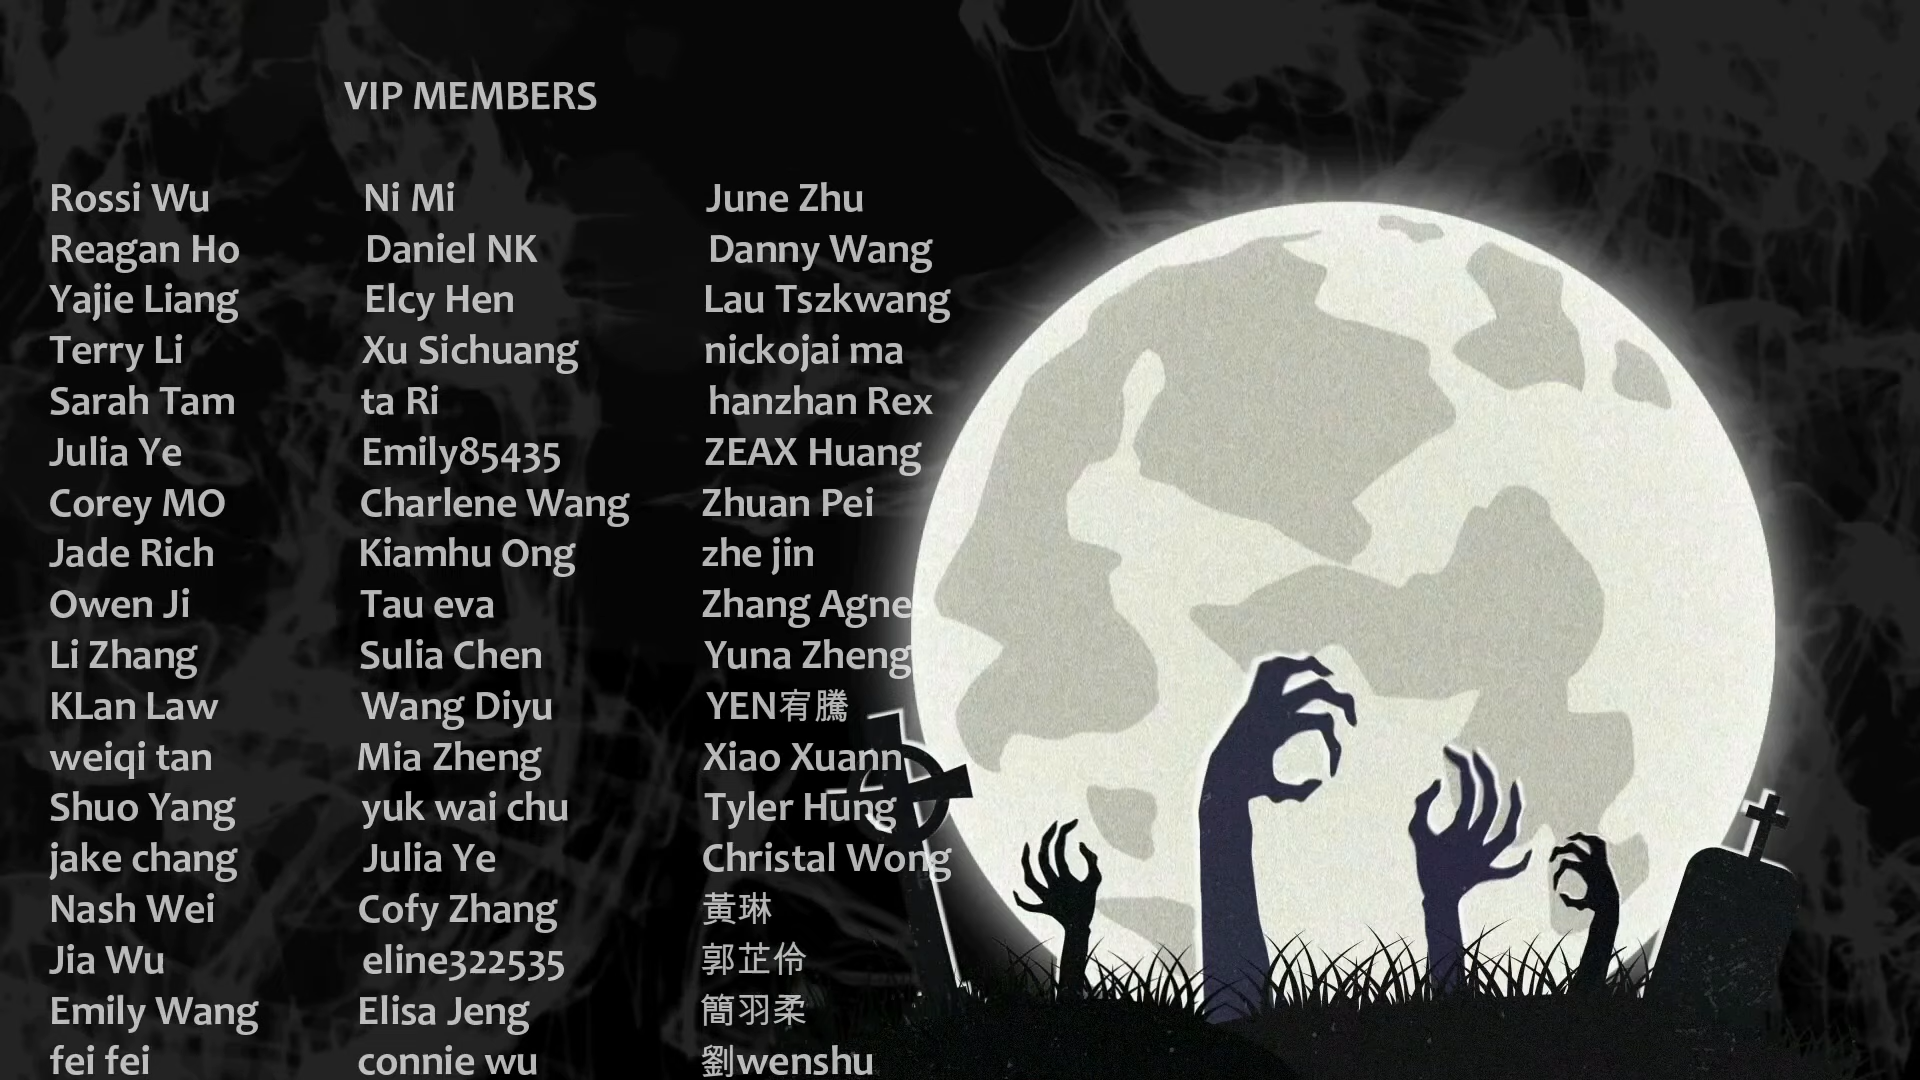 VIP MEMBERS
Rossi Wu
Reagan Ho
Yajie Liang
Terry Li
Sarah Tam
Julia Ye
Corey MO
Jade Rich
Owen Ji
Li Zhang
KLan Law
weiqi tan
Shuo Yang
jake chang
Nash Wei
Jia Wu
Emily Wang
fei fei
Ni Mi
Daniel NK
Elcy Hen
Xu Sichuang
ta Ri
Emily85435
Charlene Wang
Kiamhu Ong
Tau eva
Sulia Chen
Wang Diyu
Mia Zheng
yuk wai chu
Julia Ye
Cofy Zhang
eline322535
Elisa Jeng
connie wu
June Zhu
Danny Wang
Lau Tszkwang
nickojai ma
hanzhan Rex
ZEAX Huang
Zhuan Pei
zhe jin
Zhang Agnes
Yuna Zheng
YEN宥騰
Xiao Xuann
Tyler Hung
Christal Wong
黃琳
郭芷伶
簡羽柔
劉wenshu